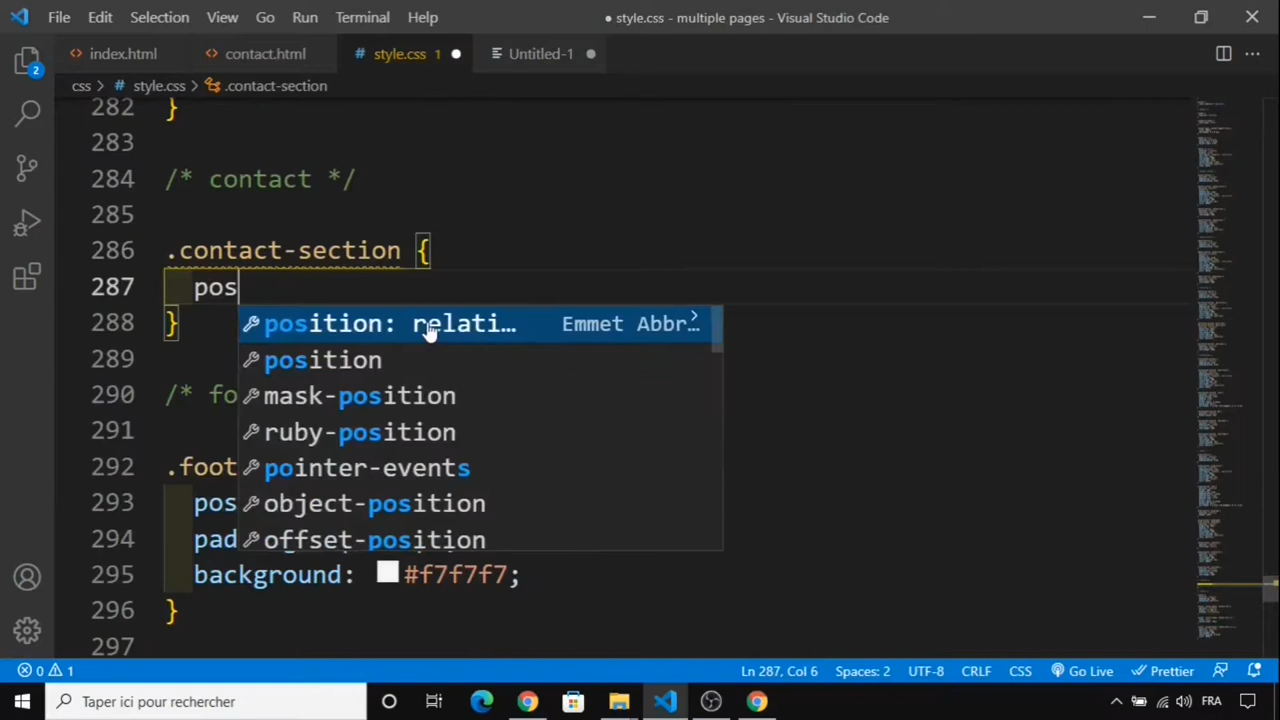 File Edit Selection View Go Run Terminal Help ● style.css - multiple pages - Visual Studio Code
index.html contact.html # style.css 1 Untitled-1
css > # style.css > .contact-section
282 }
283
284 /* contact */
285
286 .contact-section {
287 pos
position: relati… Emmet Abbr…
288 }
289
position
mask-position
290 /* fo
ruby-position
291
292 .foot
pointer-events
293 pos
object-position
294 pad
offset-position
295 background: #f7f7f7;
296 }
297
2
0 1 Ln 287, Col 6 Spaces: 2 UTF-8 CRLF CSS Go Live Prettier
Taper ici pour rechercher FRA